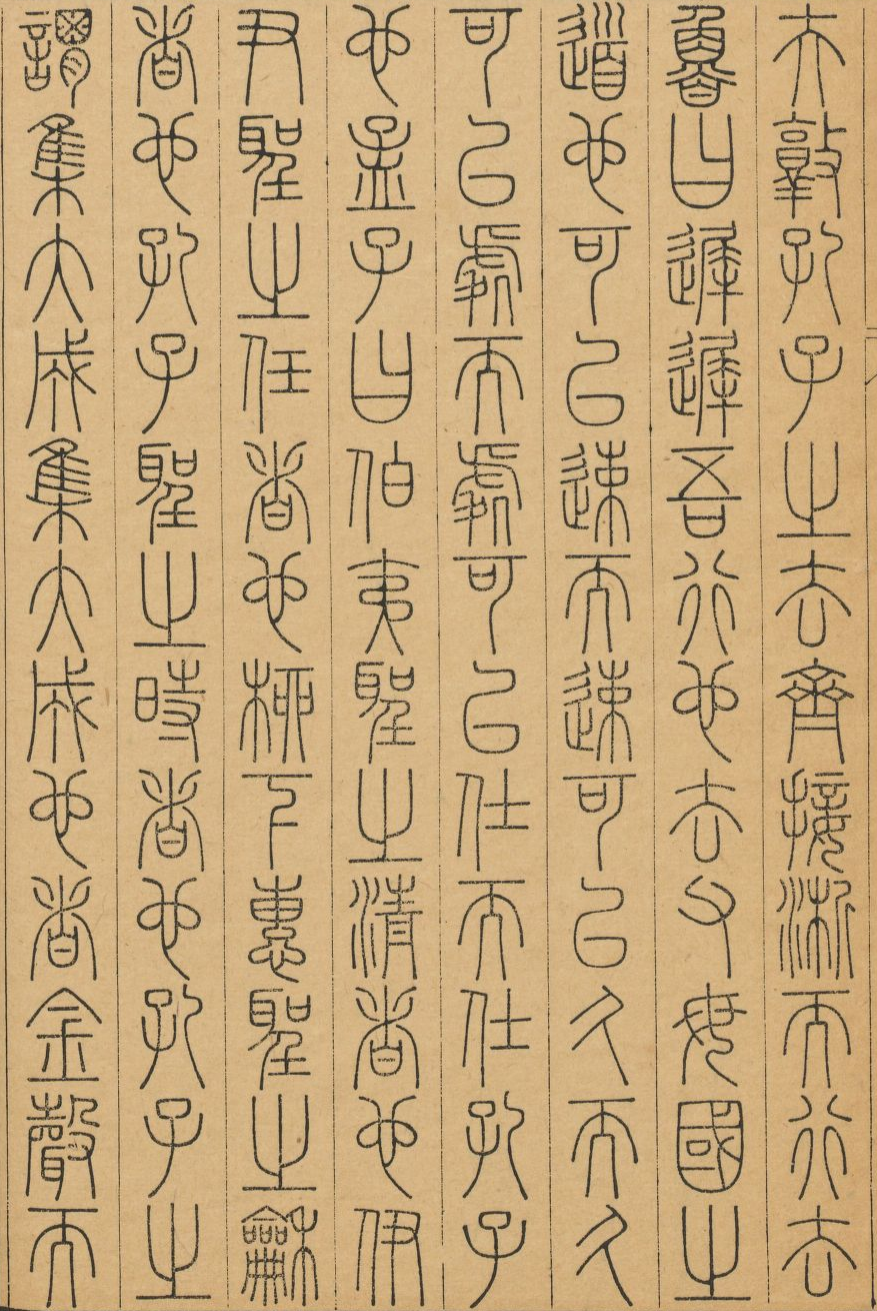 夫敦孔子之去齊接淅而行去
魯曰遲遲吾行也去父母國之
道也可以速而速可以久而久
可以處而處可以仕而仕孔子
也孟子曰伯夷聖之清者也伊
尹聖之任者也柳下惠聖之龢
者也孔子聖之時者也孔子之
謂集大成集大成也者金聲而